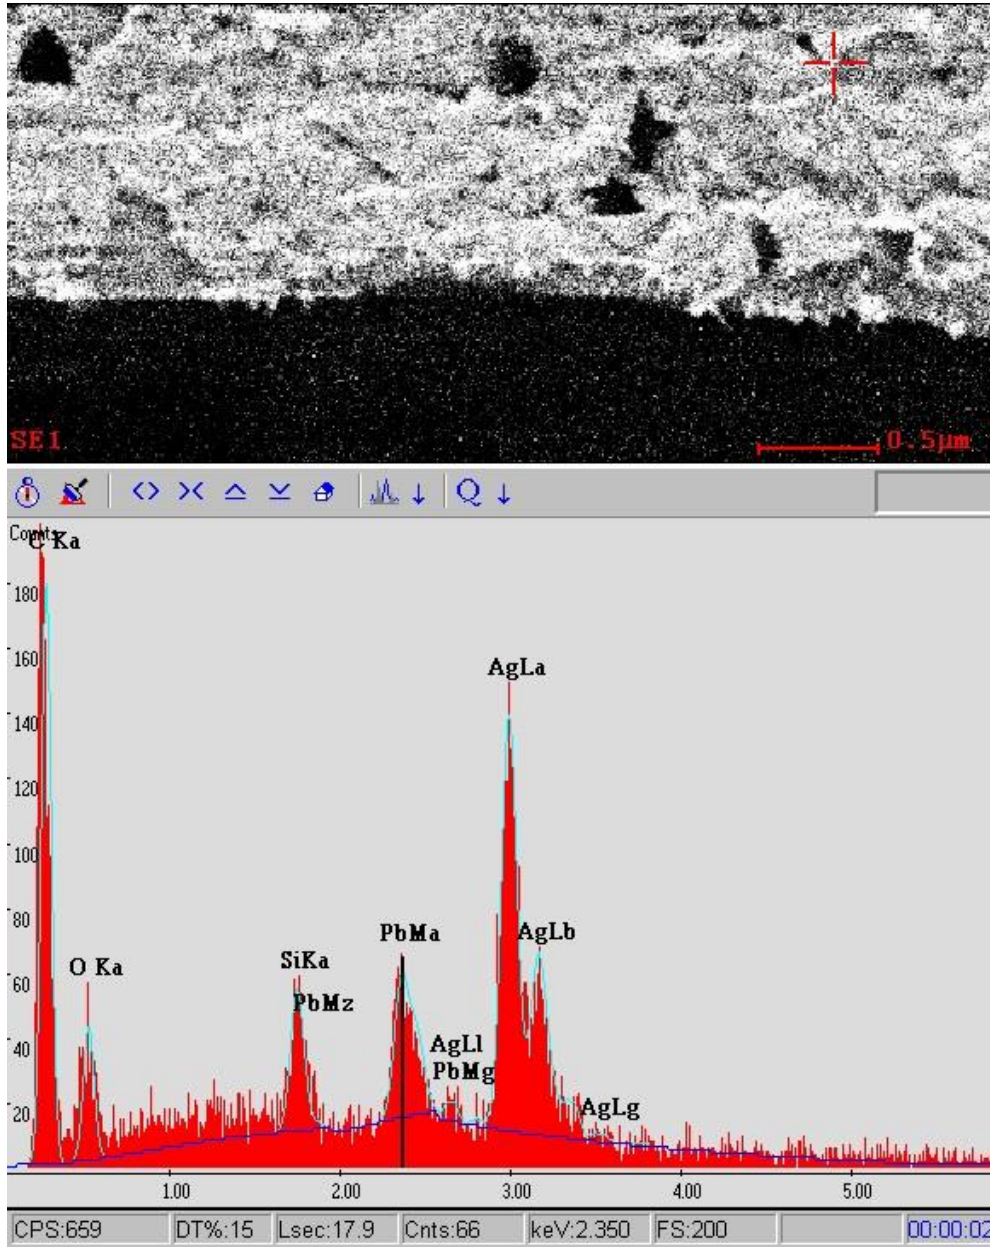 SE1 0.5µm
Q
Counts
C Ka
180
160
AgLa
140
120
100
80
PbMa AgLb
O Ka SiKa
60
PbMz
40
AgLl
PbMg
20
AgLg
1.00 2.00 3.00 4.00 5.00
CPS:659 DT%:15 Lsec:17.9 Cnts:66 keV:2.350 FS:200 00:00:02